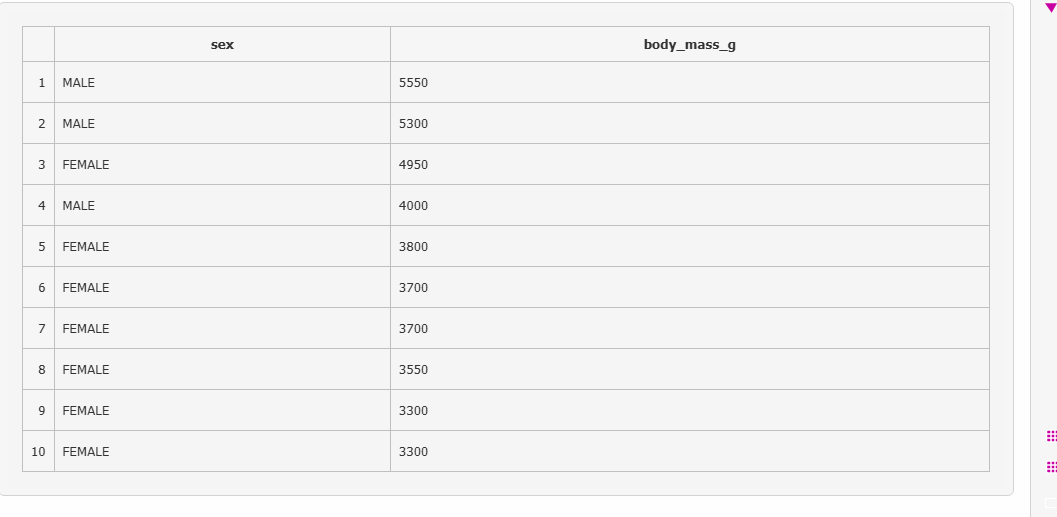 sex body_mass_g
1 MALE 5550
2 MALE 5300
3 FEMALE 4950
4 MALE 4000
5 FEMALE 3800
6 FEMALE 3700
7 FEMALE 3700
8 FEMALE 3550
9 FEMALE 3300
10 FEMALE 3300